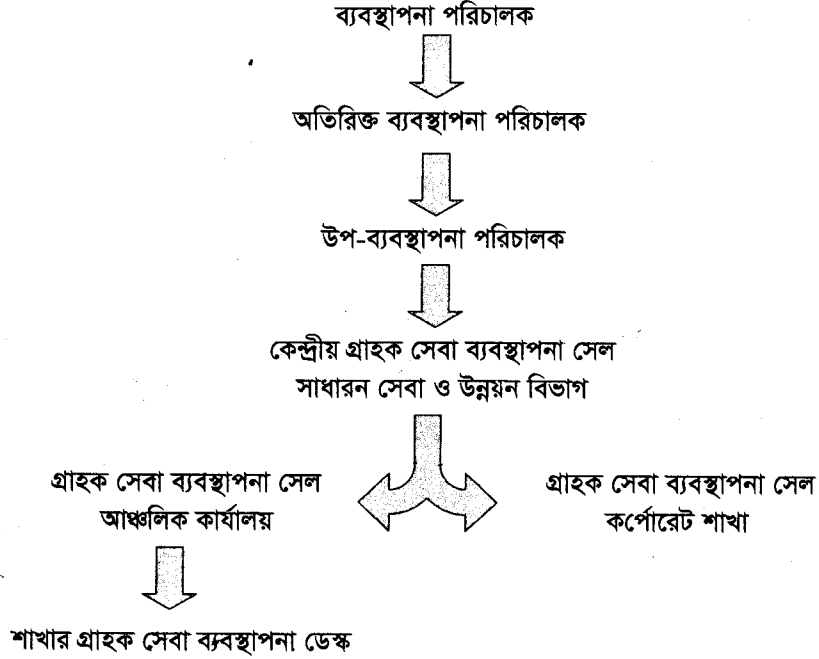 ব্যবস্থাপনা পরিচালক
অতিরিক্ত ব্যবস্থাপনা পরিচালক
উপ-ব্যবস্থাপনা পরিচালক
কেন্দ্রীয় গ্রাহক সেবা ব্যবস্থাপনা সেল
সাধারন সেবা ও উন্নয়ন বিভাগ
গ্রাহক সেবা ব্যবস্থাপনা সেল
আঞ্চলিক কার্যালয়
গ্রাহক সেবা ব্যবস্থাপনা সেল
কর্পোরেট শাখা
শাখার গ্রাহক সেবা ব্যবস্থাপনা ডেস্ক